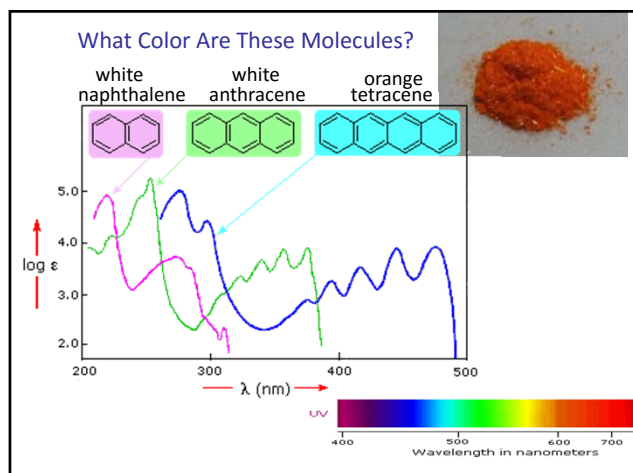 What Color Are These Molecules?
white white orange
naphthalene anthracene tetracene
5.0
4.0
log ε
3.0
2.0
200 300 400 500
λ (nm)
UV
400 500 600 700
Wavelength in nanometers